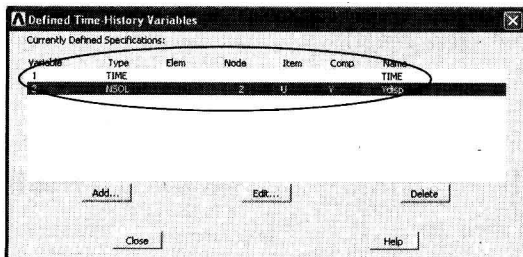 Defined Time-History Variables
Currently Defined Specifications:
Variable Type Elem Node Item Comp Name
1 TIME TIME
2 NSOL 2 U Y Ydisp
Add... Edit... Delete
Close Help